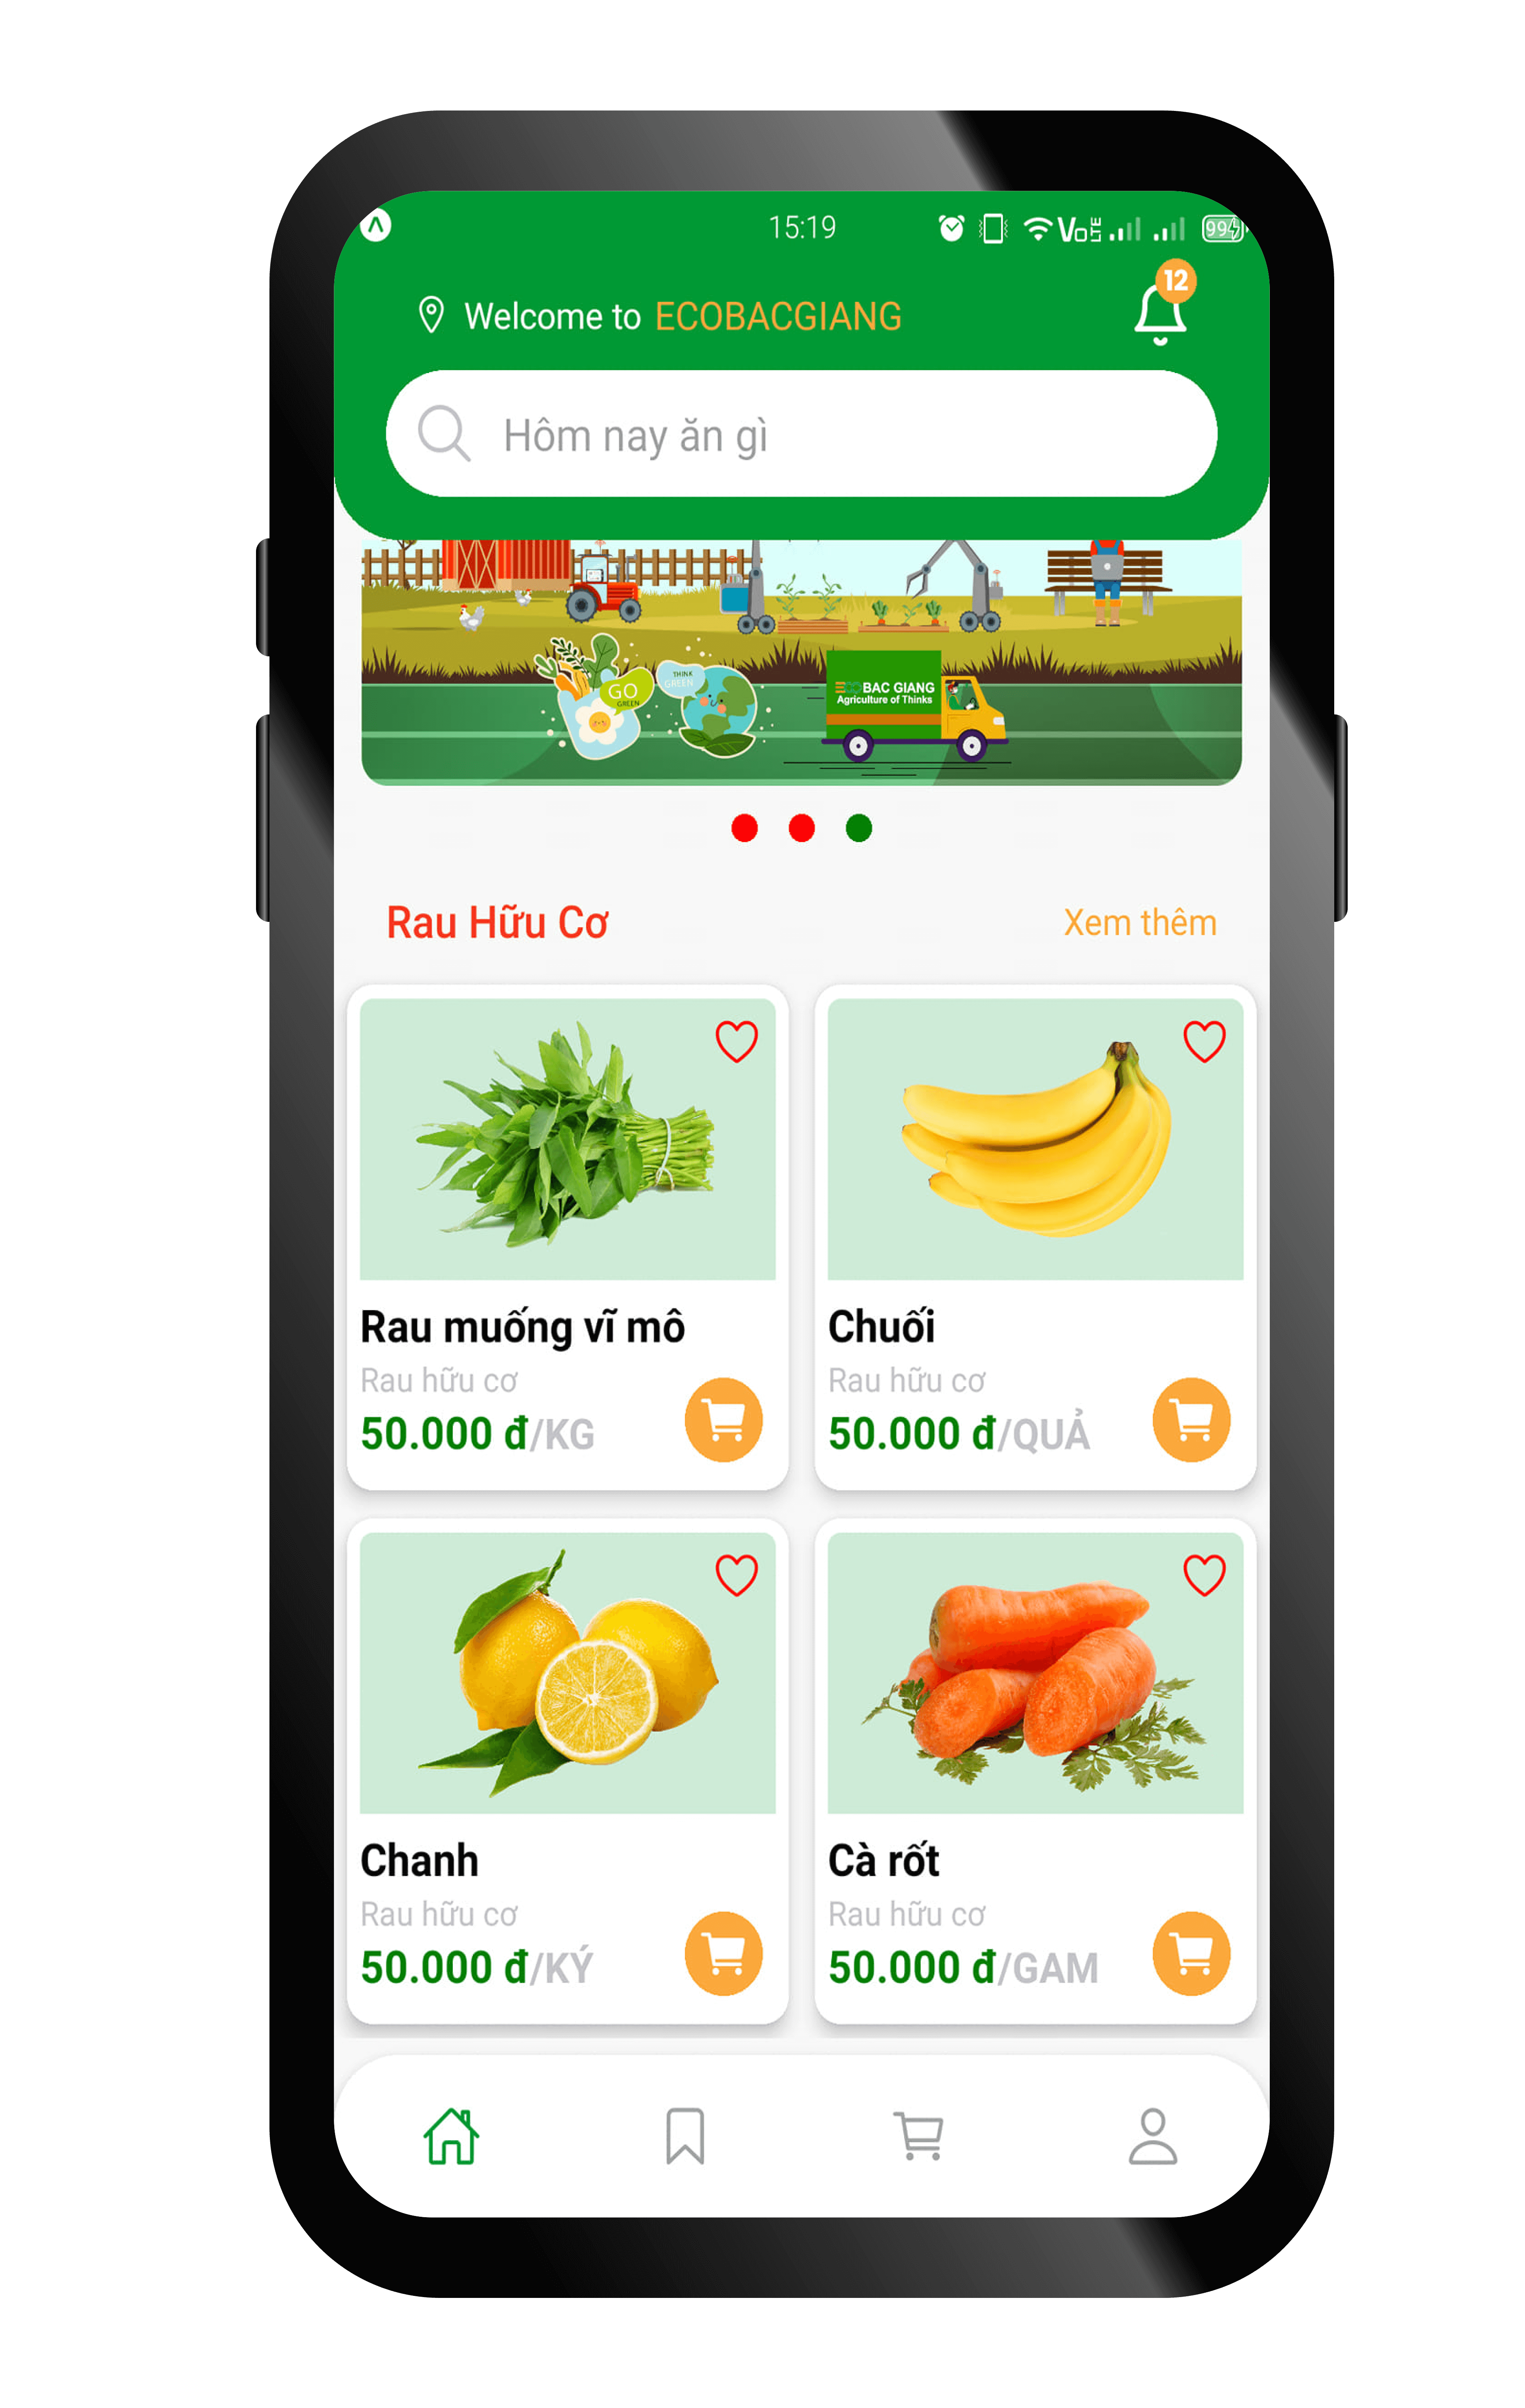 15:19 Vo LTE 99
12
Welcome to ECOBACGIANG
Hôm nay ăn gì
GO
GREEN
THINK
GREEN
ECO BAC GIANG
Agriculture of Thinks
Rau Hữu Cơ Xem thêm
Rau muống vĩ mô
Rau hữu cơ
50.000 đ/KG
Chuối
Rau hữu cơ
50.000 đ/QUẢ
Chanh
Rau hữu cơ
50.000 đ/KÝ
Cà rốt
Rau hữu cơ
50.000 đ/GAM